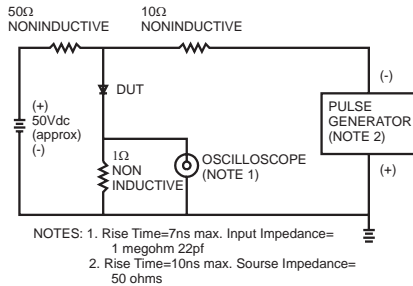 50Ω
NONINDUCTIVE
10Ω
NONINDUCTIVE
(+)
50Vdc
(approx)
(-)
DUT
1Ω
NON
INDUCTIVE
OSCILLOSCOPE
(NOTE 1)
(-)
PULSE
GENERATOR
(NOTE 2)
(+)
NOTES: 1. Rise Time=7ns max. Input Impedance=
1 megohm 22pf
2. Rise Time=10ns max. Sourse Impedance=
50 ohms